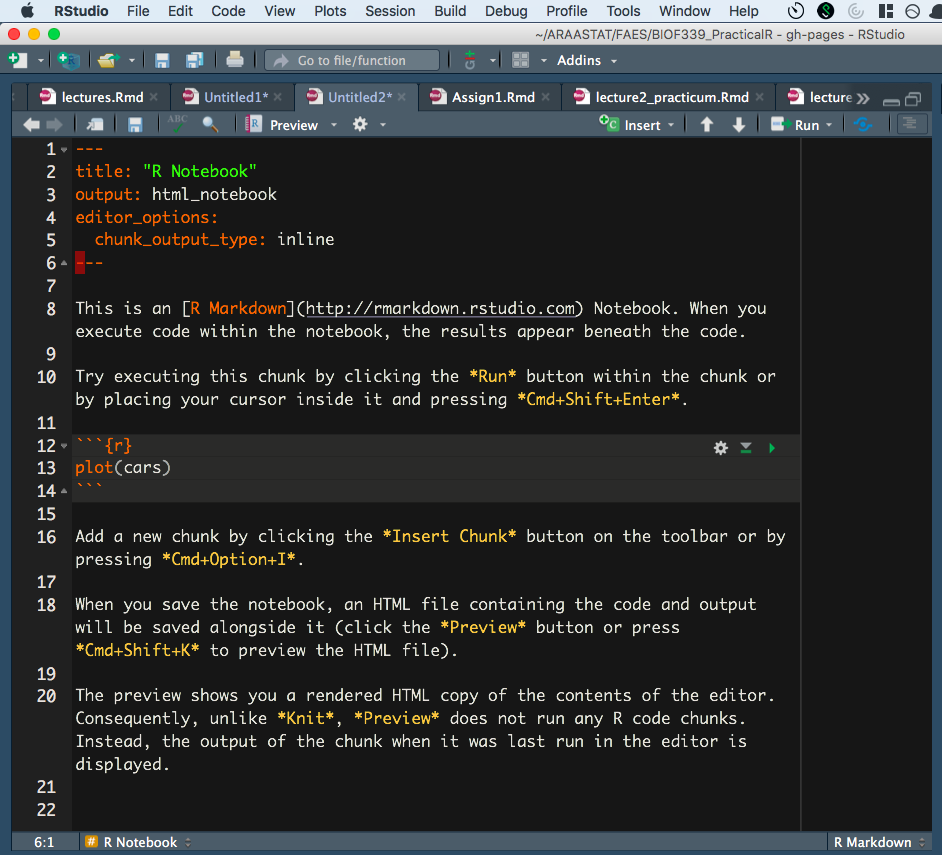 RStudio File Edit Code View Plots Session Build Debug Profile Tools Window Help
~/ARAASTAT/FAES/BIOF339_PracticalR - gh-pages - RStudio
Go to file/function Addins
lectures.Rmd Untitled1* Untitled2* Assign1.Rmd lecture2_practicum.Rmd lecture
ABC Preview Insert Run
1 ---
2 title: "R Notebook"
3 output: html_notebook
4 editor_options:
5 chunk_output_type: inline
6 ---
7
8 This is an [R Markdown](http://rmarkdown.rstudio.com) Notebook. When you
execute code within the notebook, the results appear beneath the code.
9
10 Try executing this chunk by clicking the *Run* button within the chunk or
by placing your cursor inside it and pressing *Cmd+Shift+Enter*.
11
12 ```{r}
13 plot(cars)
14 ```
15
16 Add a new chunk by clicking the *Insert Chunk* button on the toolbar or by
pressing *Cmd+Option+I*.
17
18 When you save the notebook, an HTML file containing the code and output
will be saved alongside it (click the *Preview* button or press
*Cmd+Shift+K* to preview the HTML file).
19
20 The preview shows you a rendered HTML copy of the contents of the editor.
Consequently, unlike *Knit*, *Preview* does not run any R code chunks.
Instead, the output of the chunk when it was last run in the editor is
displayed.
21
22
6:1 # R Notebook R Markdown